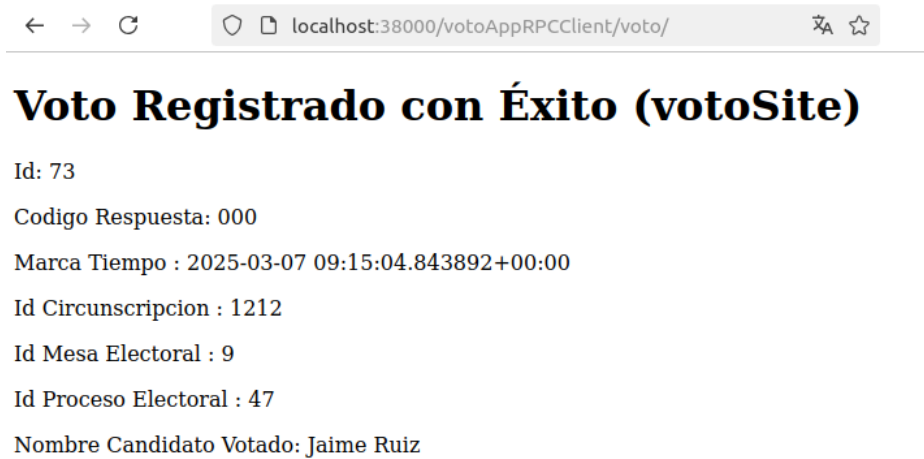 localhost:38000/votoAppRPCClient/voto/
Voto Registrado con Éxito (votoSite)
Id: 73
Codigo Respuesta: 000
Marca Tiempo : 2025-03-07 09:15:04.843892+00:00
Id Circunscripcion : 1212
Id Mesa Electoral : 9
Id Proceso Electoral : 47
Nombre Candidato Votado: Jaime Ruiz